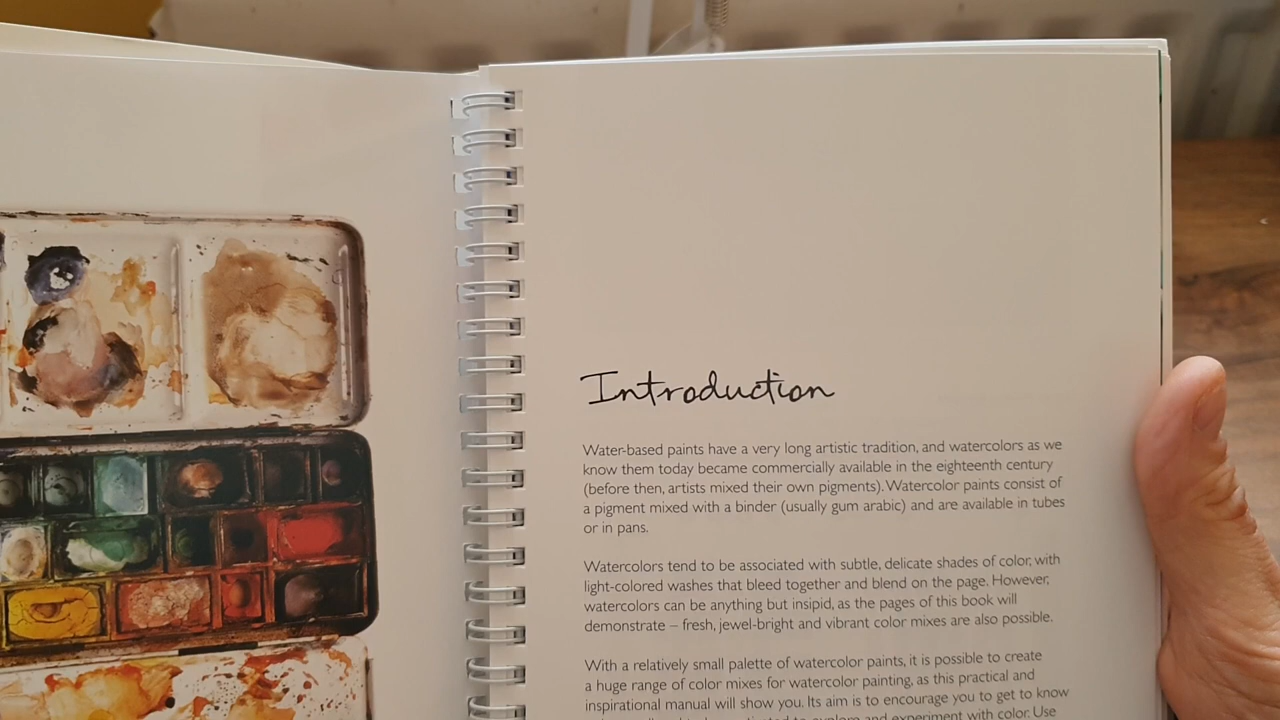 Introduction
Water-based paints have a very long artistic tradition, and watercolors as we
know them today became commercially available in the eighteenth century
(before then, artists mixed their own pigments). Watercolor paints consist of
a pigment mixed with a binder (usually gum arabic) and are available in tubes
or in pans.
Watercolors tend to be associated with subtle, delicate shades of color, with
light-colored washes that bleed together and blend on the page. However,
watercolors can be anything but insipid, as the pages of this book will
demonstrate – fresh, jewel-bright and vibrant color mixes are also possible.
With a relatively small palette of watercolor paints, it is possible to create
a huge range of color mixes for watercolor painting, as this practical and
inspirational manual will show you. Its aim is to encourage you to get to know
to explore and experiment with color. Use